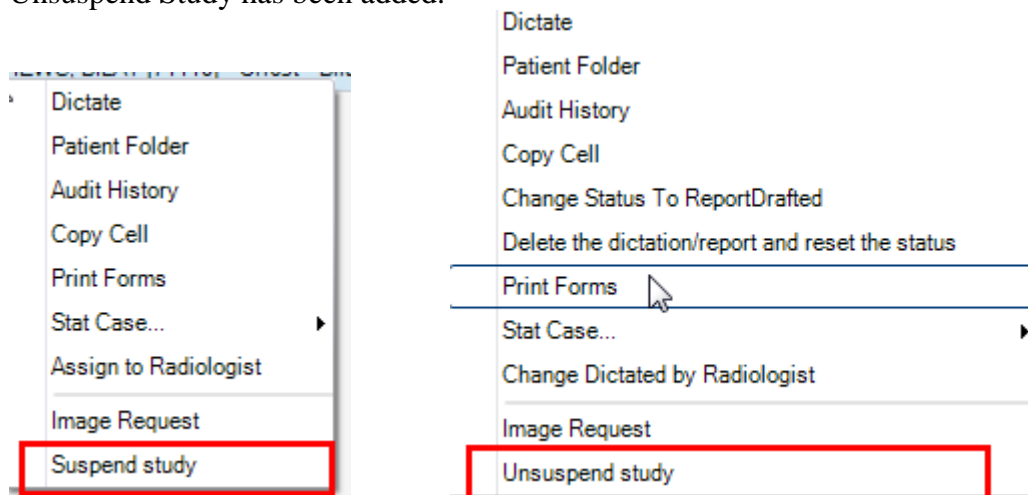 Unsuspend Study has been added.
Dictate
Patient Folder
Audit History
Copy Cell
Print Forms
Stat Case...
Assign to Radiologist
Image Request
Suspend study
Dictate
Patient Folder
Audit History
Copy Cell
Change Status To ReportDrafted
Delete the dictation/report and reset the status
Print Forms
Stat Case...
Change Dictated by Radiologist
Image Request
Unsuspend study